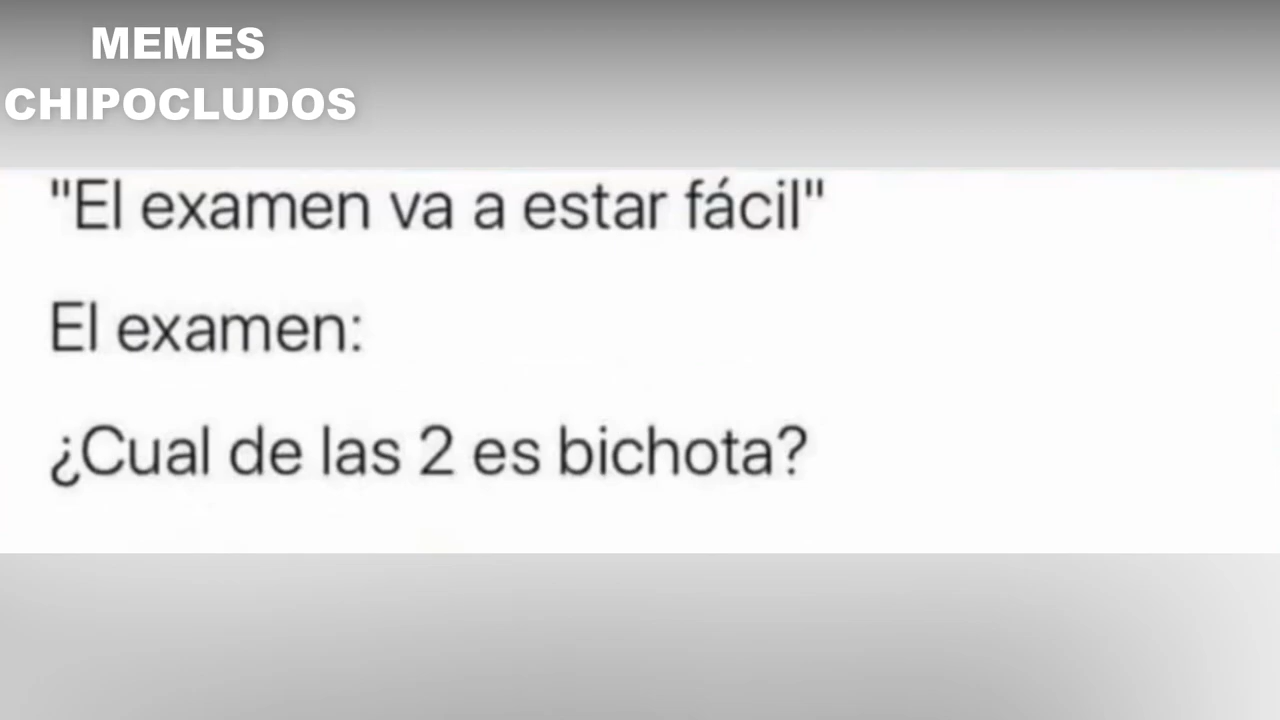 MEMES
CHIPOCLUDOS
"El examen va a estar fácil"
El examen:
¿Cual de las 2 es bichota?